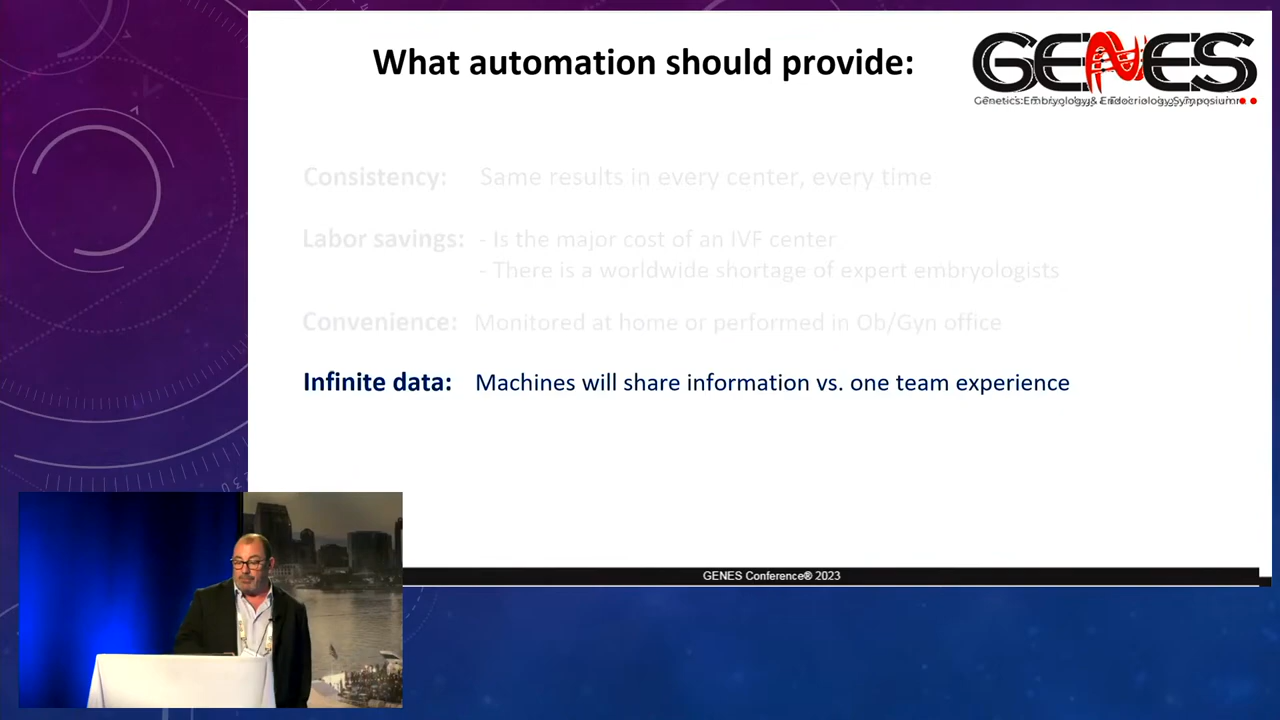 What automation should provide:
GENES
Genetics Embryology & Endocriology Symposium
Consistency: Same results in every center, every time
Labor savings: - Is the major cost of an IVF center
- There is a worldwide shortage of expert embryologists
Convenience: Monitored at home or performed in Ob/Gyn office
Infinite data: Machines will share information vs. one team experience
GENES Conference® 2023